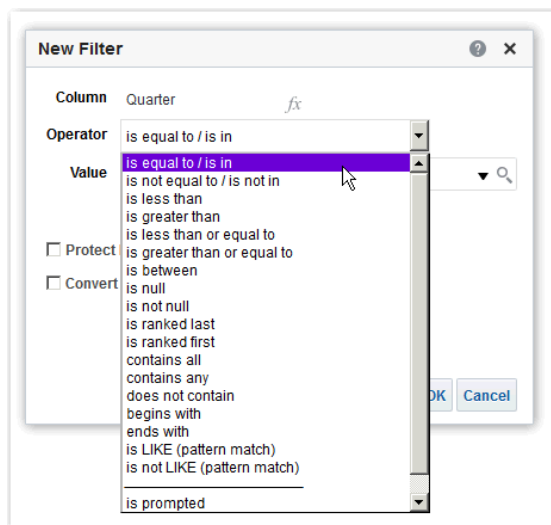 New Filter ? ×
Column Quarter fx
Operator is equal to / is in
Value
is equal to / is in
is not equal to / is not in
is less than
is greater than
is less than or equal to
is greater than or equal to
is between
is null
is not null
is ranked last
is ranked first
contains all
contains any
does not contain
begins with
ends with
is LIKE (pattern match)
is not LIKE (pattern match)
is prompted
Protect
Convert
OK Cancel